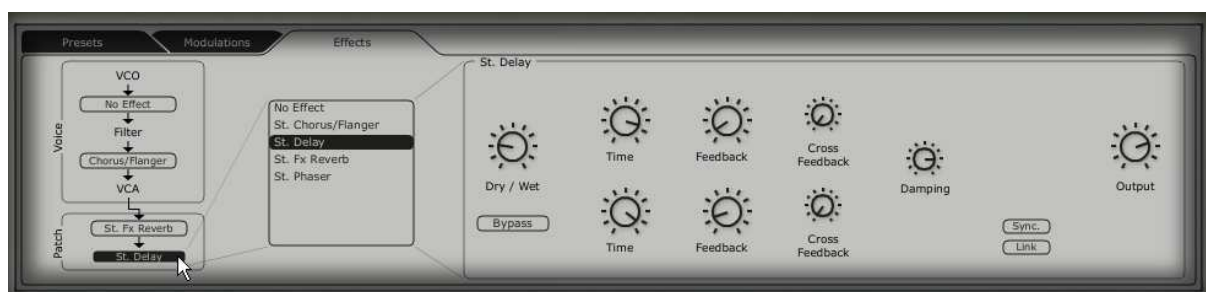 Presets
Modulations
Effects
Voice
VCO
No Effect
Filter
Chorus/Flanger
VCA
Patch
St. Fx Reverb
St. Delay
No Effect
St. Chorus/Flanger
St. Delay
St. Fx Reverb
St. Phaser
St. Delay
Dry / Wet
Bypass
Time
Feedback
Cross
Feedback
Time
Feedback
Cross
Feedback
Damping
Sync.
Link
Output